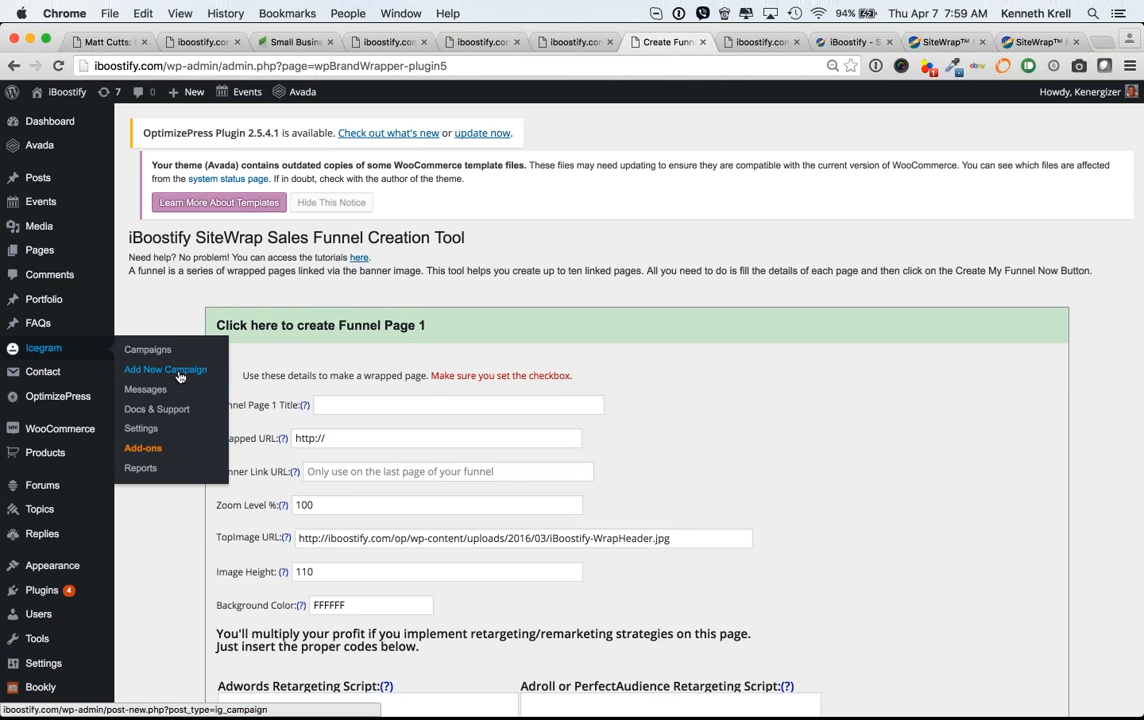 Chrome File Edit View History Bookmarks People Window Help 94% Thu Apr 7 7:59 AM Kenneth Krell
Matt Cutts: iboostify.com Small Busin iboostify.com iboostify.com iboostify.com Create Funn iboostify.com iBoostify - S SiteWrap™ SiteWrap™
iboostify.com/wp-admin/admin.php?page=wpBrandWrapper-plugin5
iBoostify 7 0 + New Events Avada Howdy, Kenergizer
Dashboard
Avada
Posts
Events
Media
Pages
Comments
Portfolio
FAQs
Icegram
Contact
OptimizePress
WooCommerce
Products
Forums
Topics
Replies
Appearance
Plugins 4
Users
Tools
Settings
Bookly
Campaigns
Add New Campaign
Messages
Docs & Support
Settings
Add-ons
Reports
OptimizePress Plugin 2.5.4.1 is available. Check out what's new or update now.
Your theme (Avada) contains outdated copies of some WooCommerce template files. These files may need updating to ensure they are compatible with the current version of WooCommerce. You can see which files are affected
from the system status page. If in doubt, check with the author of the theme.
Learn More About Templates Hide This Notice
iBoostify SiteWrap Sales Funnel Creation Tool
Need help? No problem! You can access the tutorials here.
A funnel is a series of wrapped pages linked via the banner image. This tool helps you create up to ten linked pages. All you need to do is fill the details of each page and then click on the Create My Funnel Now Button.
Click here to create Funnel Page 1
Use these details to make a wrapped page. Make sure you set the checkbox.
nnel Page 1 Title:(?)
apped URL:(?) http://
nner Link URL:(?) Only use on the last page of your funnel
Zoom Level %:(?) 100
TopImage URL:(?) http://iboostify.com/op/wp-content/uploads/2016/03/iBoostify-WrapHeader.jpg
Image Height: (?) 110
Background Color:(?) FFFFFF
You'll multiply your profit if you implement retargeting/remarketing strategies on this page.
Just insert the proper codes below.
Adwords Retargeting Script:(?) Adroll or PerfectAudience Retargeting Script:(?)
iboostify.com/wp-admin/post-new.php?post_type=ig_campaign